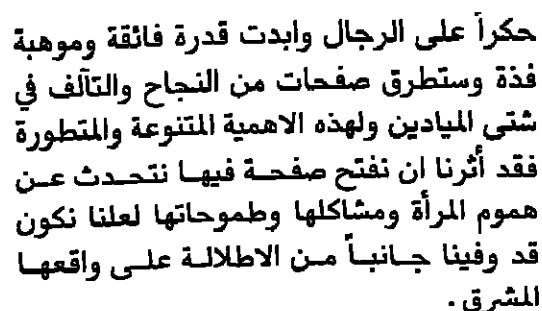 حكراً على الرجال وابدت قدرة فائقة وموهبة
فذة وستطرق صفحات من النجاح والتآلف في
شتى الميادين ولهذه الاهمية المتنوعة والمتطورة
فقد أثرنا ان نفتح صفحة فيها نتحدث عن
هموم المرأة ومشاكلها وطموحاتها لعلنا نكون
قد وفينا جانباً من الاطلالة على واقعها
المشرق .